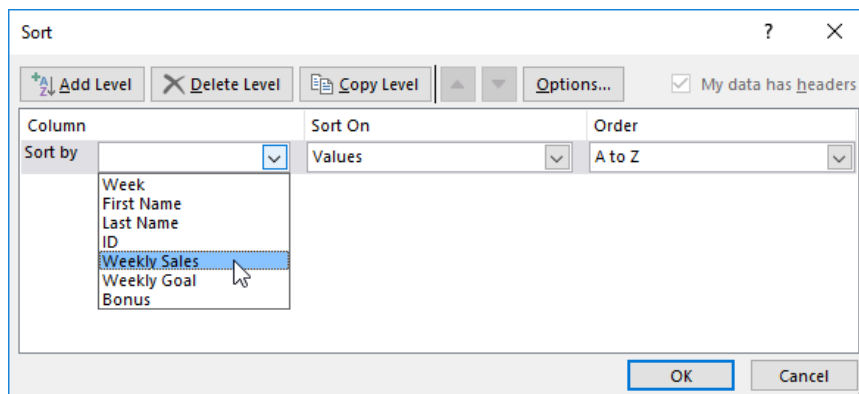 Sort ?
Add Level Delete Level Copy Level Options... My data has headers
Column Sort On Order
Sort by Values A to Z
Week
First Name
Last Name
ID
Weekly Sales
Weekly Goal
Bonus
OK Cancel